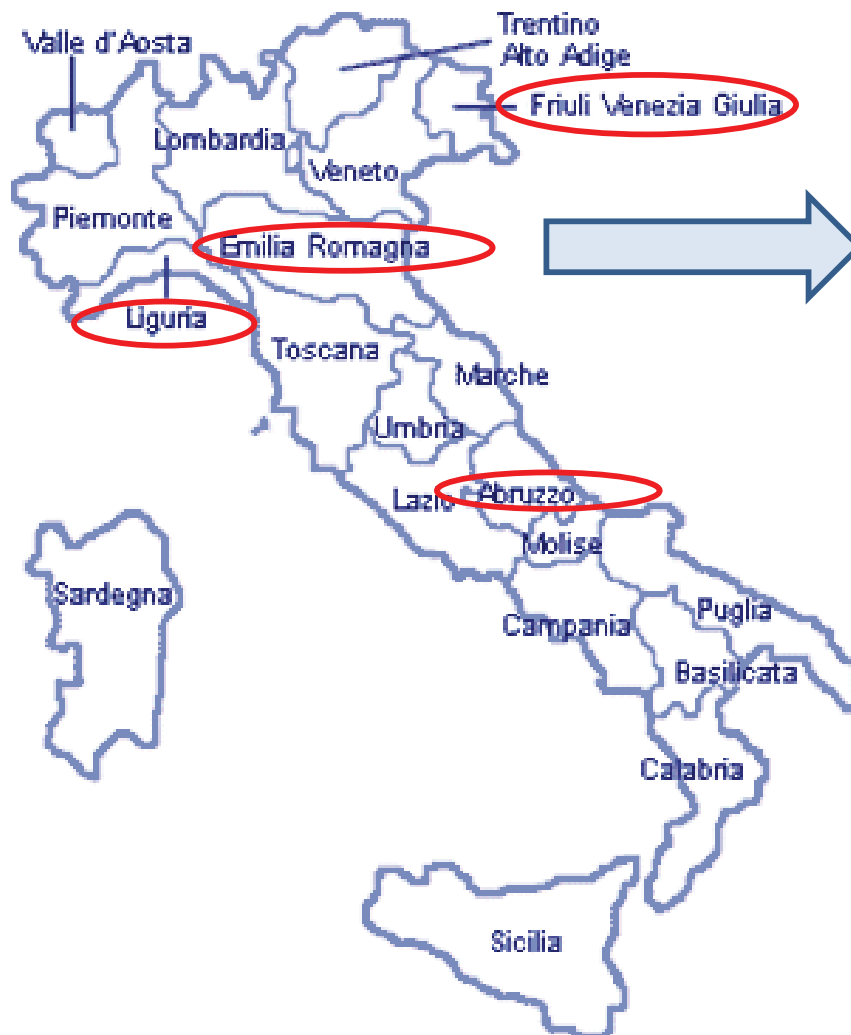 Valle d'Aosta
Trentino
Alto Adige
Friuli Venezia Giulia
Lombardia
Veneto
Piemonte
Emilia Romagna
Liguria
Toscana
Marche
Umbria
Lazio
Abruzzo
Molise
Sardegna
Campania
Puglia
Basilicata
Calabria
Sicilia